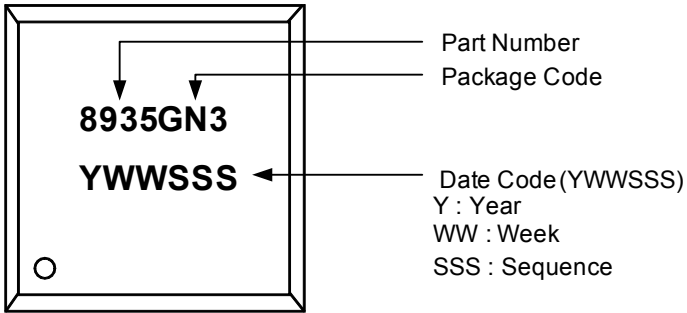 Part Number
Package Code
8935GN3
YWWSSS
Date Code (YWWSSS)
Y : Year
WW : Week
SSS : Sequence